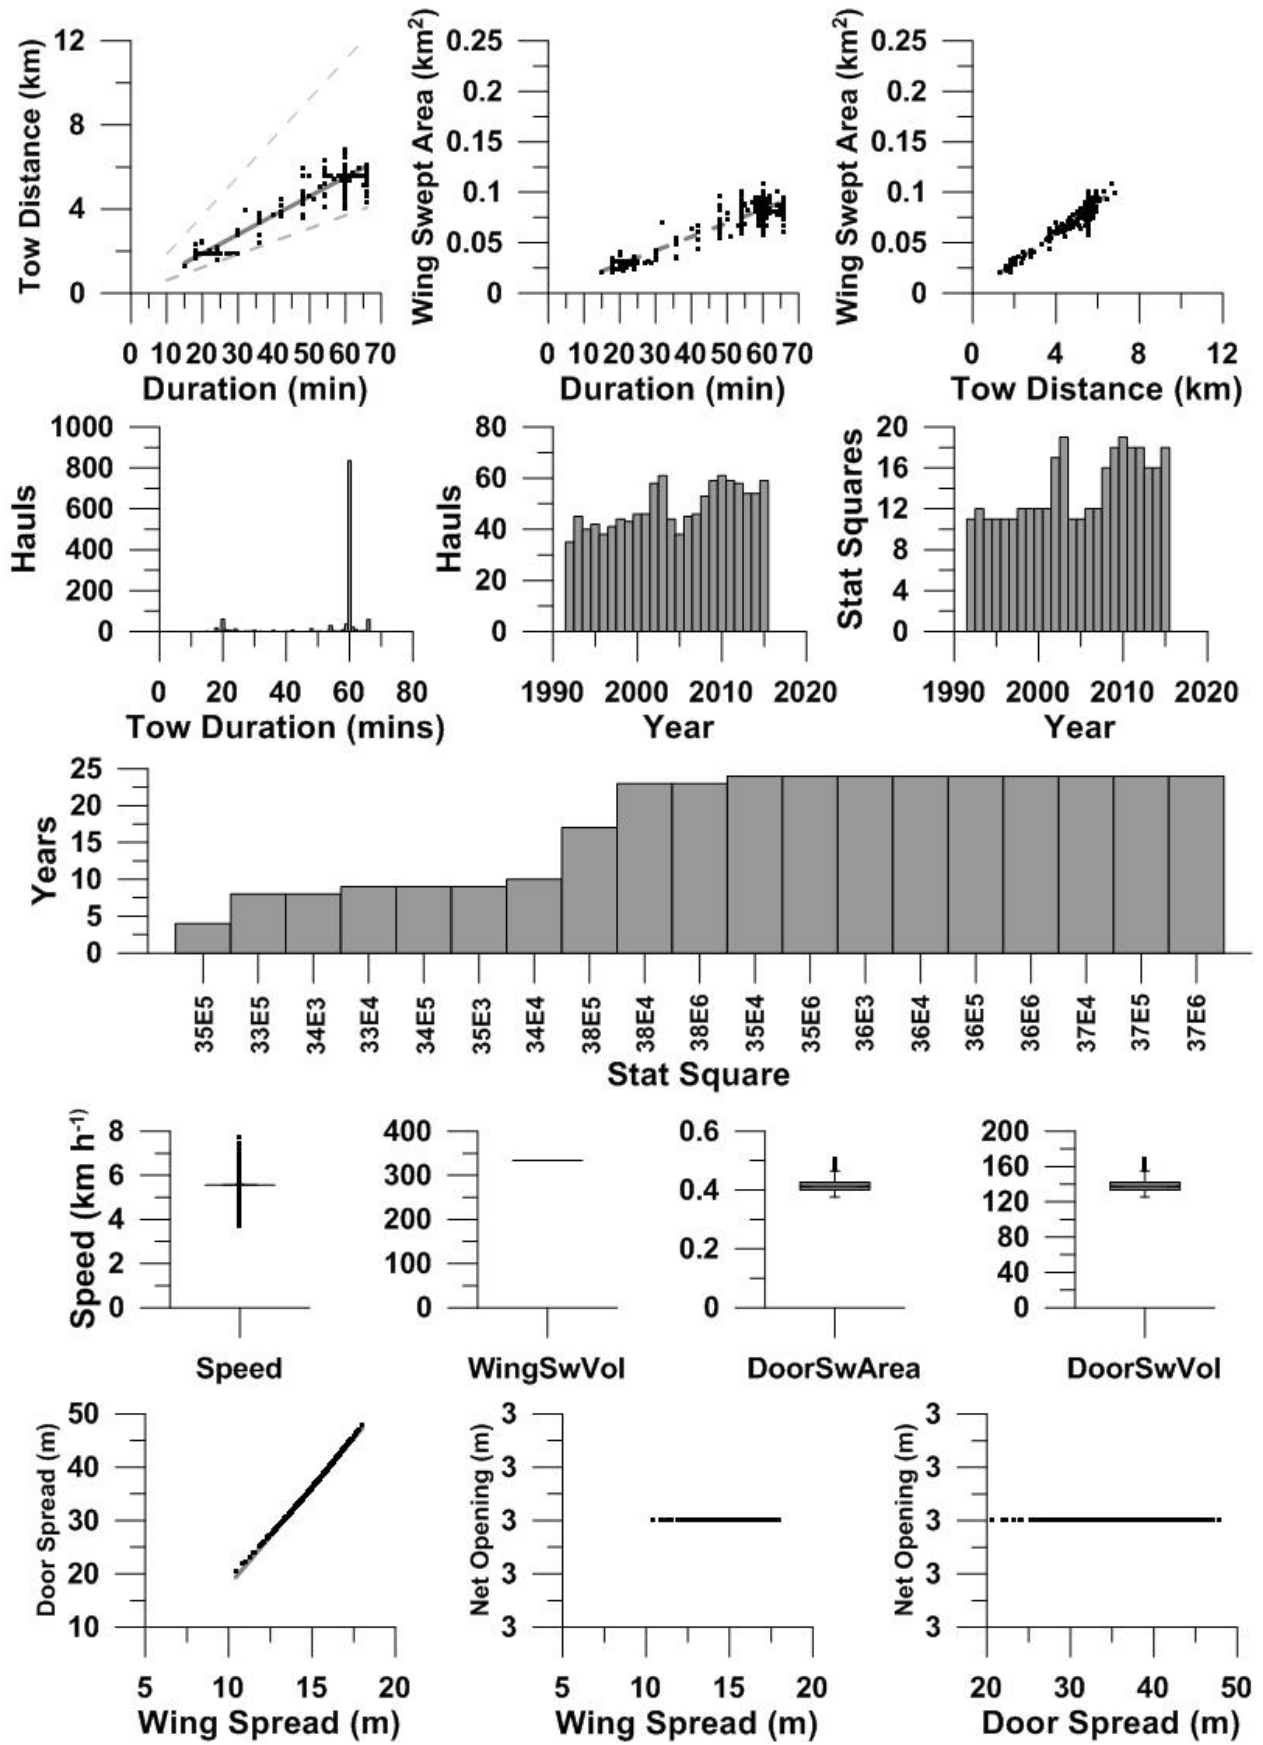 Tow Distance (km)
12
8
4
0
0 10 20 30 40 50 60 70
Duration (min)
Wing Swept Area (km²)
0.25
0.2
0.15
0.1
0.05
0
0 10 20 30 40 50 60 70
Duration (min)
Wing Swept Area (km²)
0.25
0.2
0.15
0.1
0.05
0
0 4 8 12
Tow Distance (km)
Hauls
1000
800
600
400
200
0
0 20 40 60 80
Tow Duration (mins)
Hauls
80
60
40
20
0
1990 2000 2010 2020
Year
Stat Squares
20
16
12
8
4
0
1990 2000 2010 2020
Year
Years
25
20
15
10
5
0
35E5
33E5
34E3
33E4
34E5
35E3
34E4
38E5
38E4
38E6
35E4
35E6
36E3
36E4
36E5
36E6
37E4
37E5
37E6
Stat Square
Speed (km h⁻¹)
8
6
4
2
0
Speed
400
300
200
100
0
WingSwVol
0.6
0.4
0.2
0
DoorSwArea
200
160
120
80
40
0
DoorSwVol
Door Spread (m)
50
40
30
20
10
5 10 15 20
Wing Spread (m)
Net Opening (m)
3
3
3
3
3
5 10 15 20
Wing Spread (m)
Net Opening (m)
3
3
3
3
3
20 30 40 50
Door Spread (m)